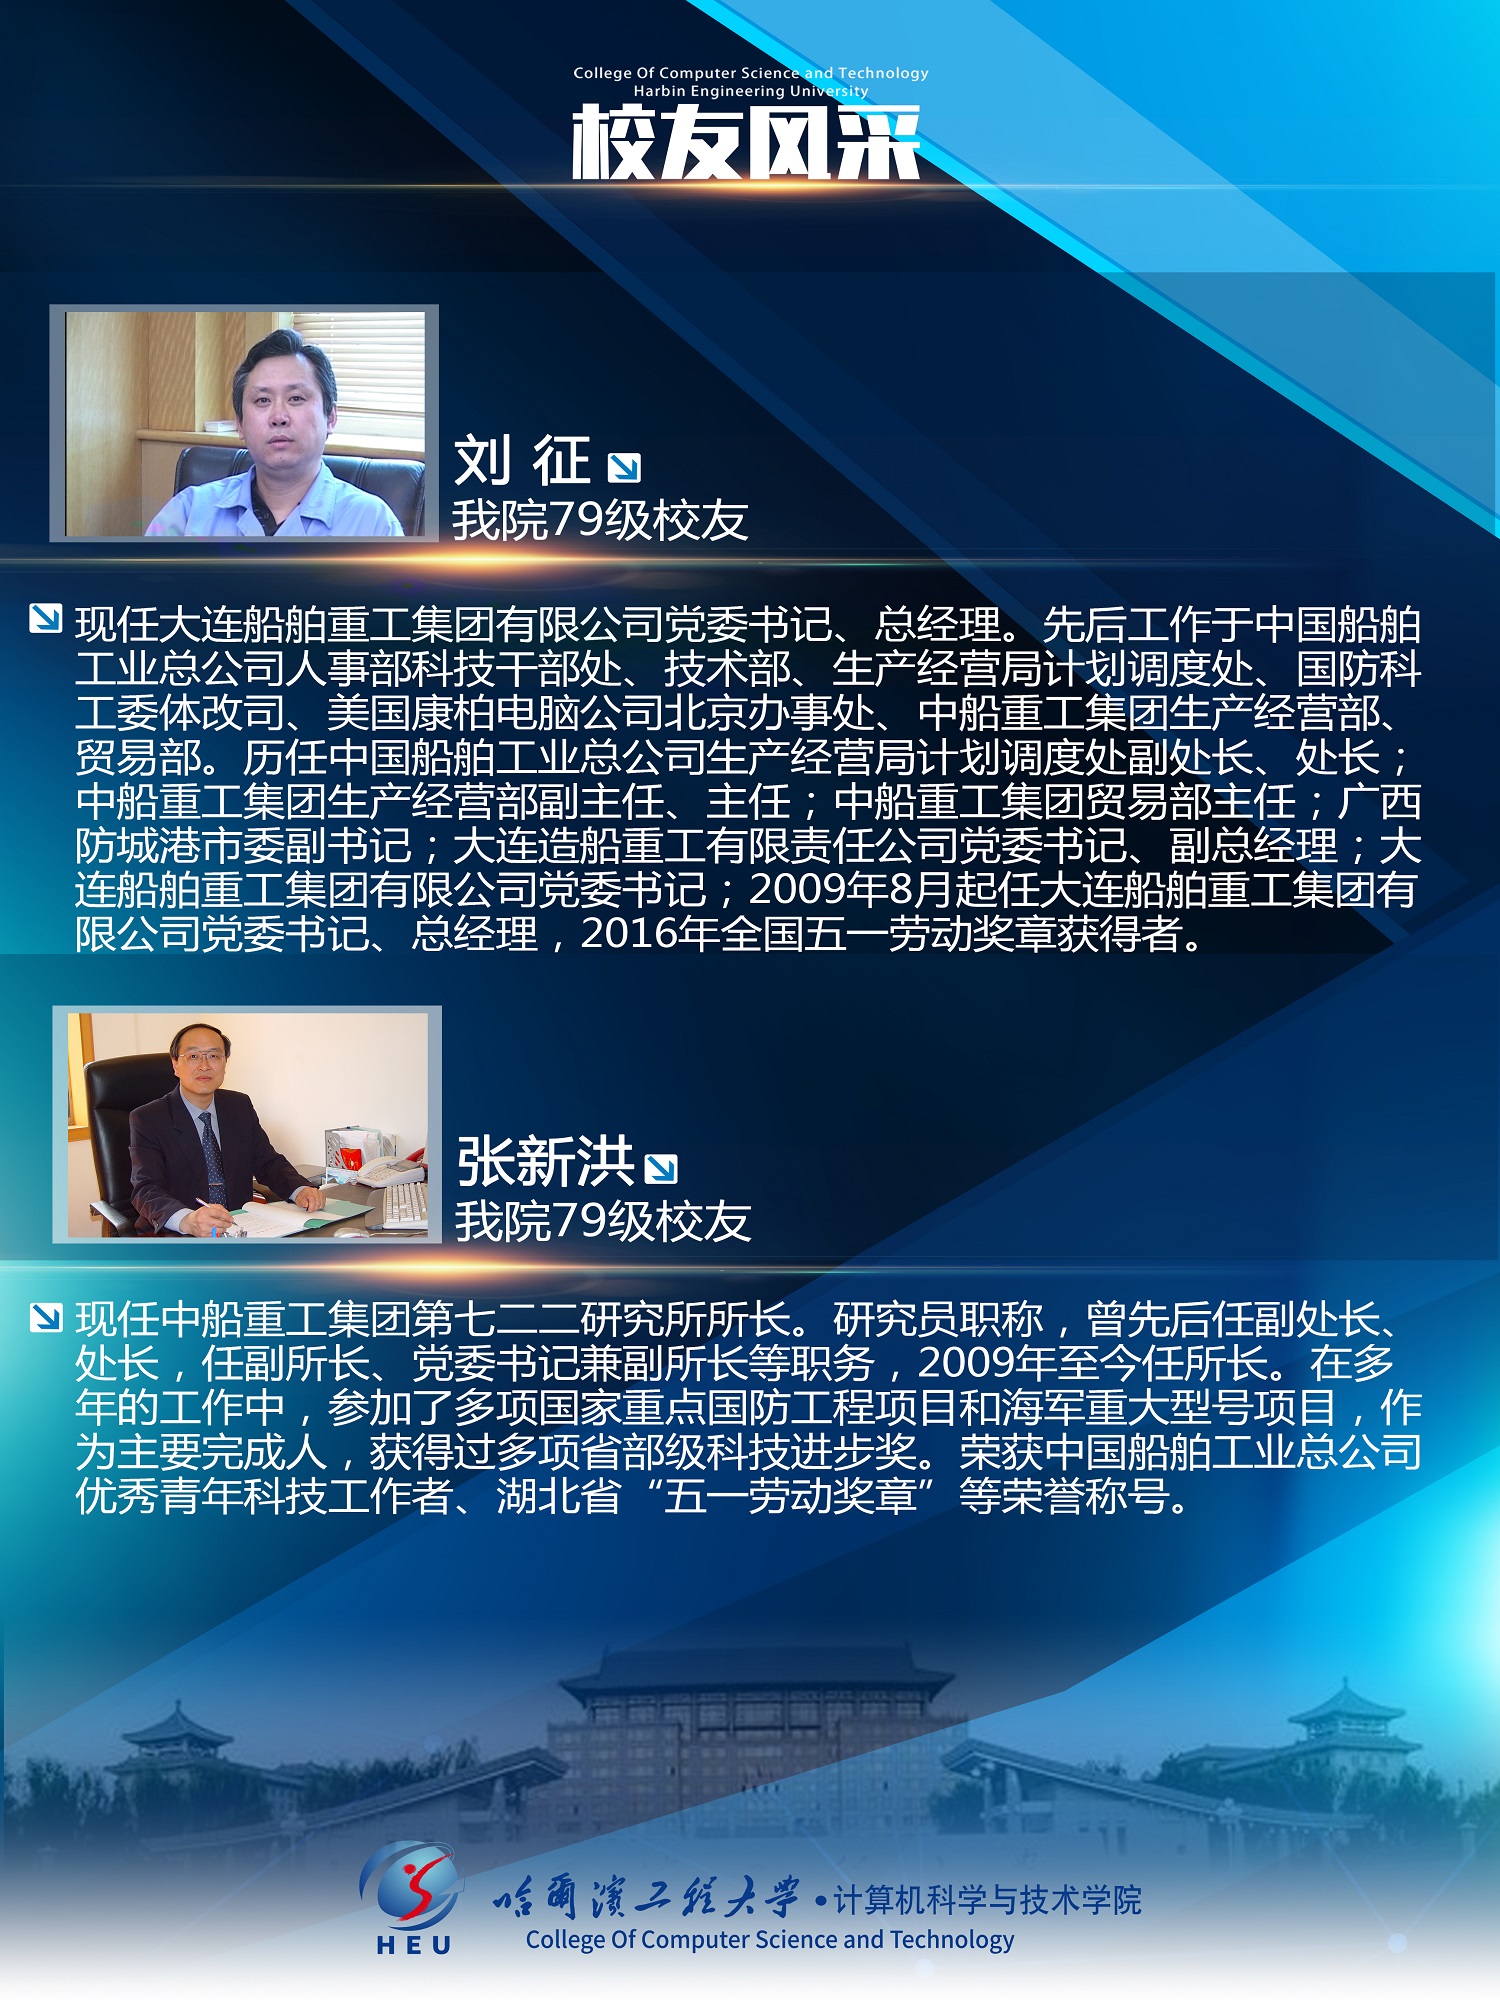 College Of Computer Science and Technology
Harbin Engineering University
校友风采
刘 征
我院79级校友
现任大连船舶重工集团有限公司党委书记、总经理。先后工作于中国船舶
工业总公司人事部科技干部处、技术部、生产经营局计划调度处、国防科
工委体改司、美国康柏电脑公司北京办事处、中船重工集团生产经营部、
贸易部。历任中国船舶工业总公司生产经营局计划调度处副处长、处长；
中船重工集团生产经营部副主任、主任；中船重工集团贸易部主任；广西
防城港市委副书记；大连造船重工有限责任公司党委书记、副总经理；大
连船舶重工集团有限公司党委书记；2009年8月起任大连船舶重工集团有
限公司党委书记、总经理，2016年全国五一劳动奖章获得者。
张新洪
我院79级校友
现任中船重工集团第七二二研究所所长。研究员职称，曾先后任副处长、
处长，任副所长、党委书记兼副所长等职务，2009年至今任所长。在多
年的工作中，参加了多项国家重点国防工程项目和海军重大型号项目，作
为主要完成人，获得过多项省部级科技进步奖。荣获中国船舶工业总公司
优秀青年科技工作者、湖北省“五一劳动奖章”等荣誉称号。
HEU
哈尔滨工程大学·计算机科学与技术学院
College Of Computer Science and Technology